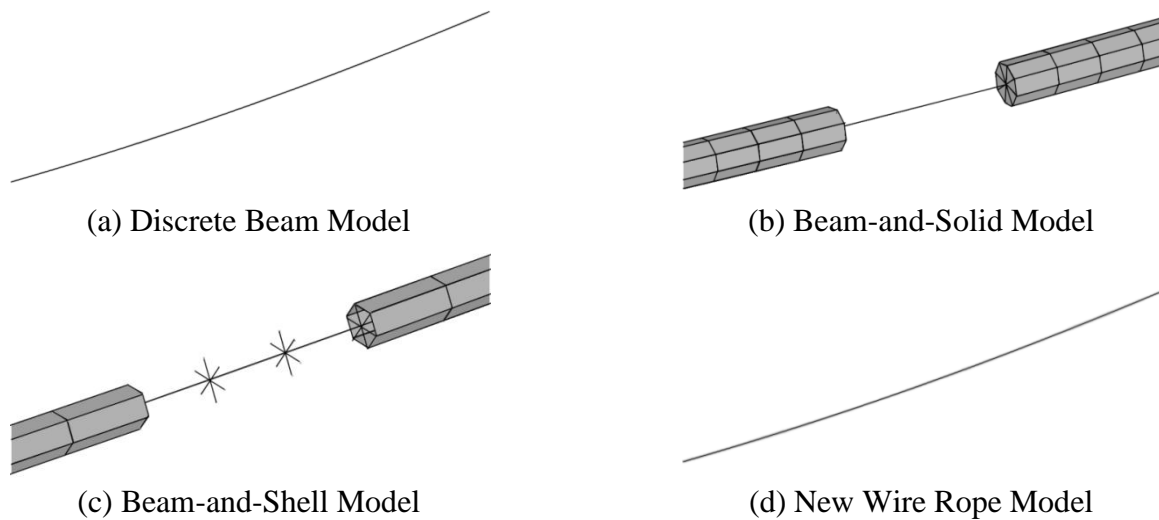 (a) Discrete Beam Model
(b) Beam-and-Solid Model
(c) Beam-and-Shell Model
(d) New Wire Rope Model